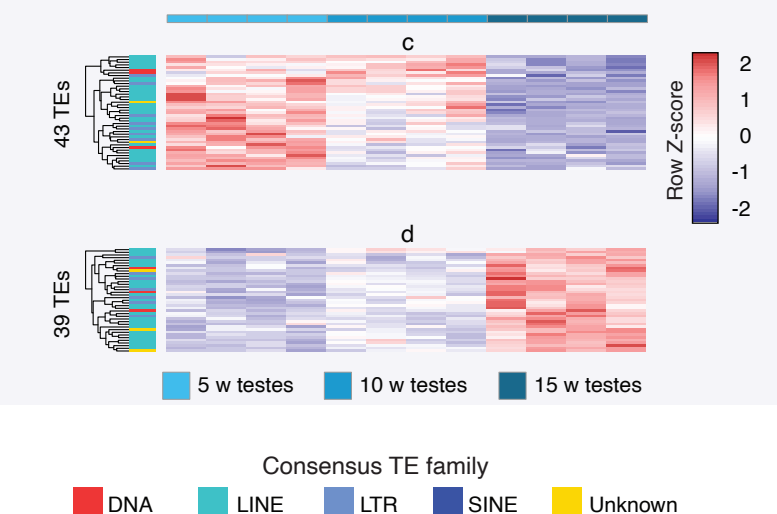 c
43 TEs
Row Z-score
2
1
0
-1
-2
d
39 TEs
5 w testes
10 w testes
15 w testes
Consensus TE family
DNA
LINE
LTR
SINE
Unknown